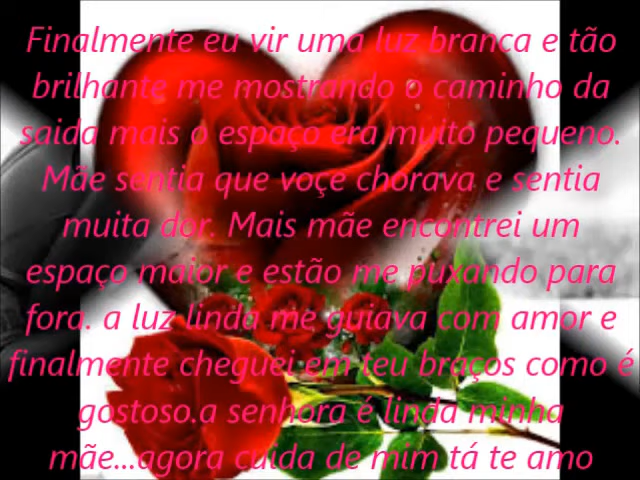 Finalmente eu vir uma luz branca e tão
brilhante me mostrando o caminho da
saida mais o espaço era muito pequeno.
Mãe sentia que voçe chorava e sentia
muita dor. Mais mãe encontrei um
espaço maior e estão me puxando para
fora. a luz linda me guiava com amor e
finalmente cheguei em teu braços como é
gostoso.a senhora é linda minha
mãe...agora cuida de mim tá te amo